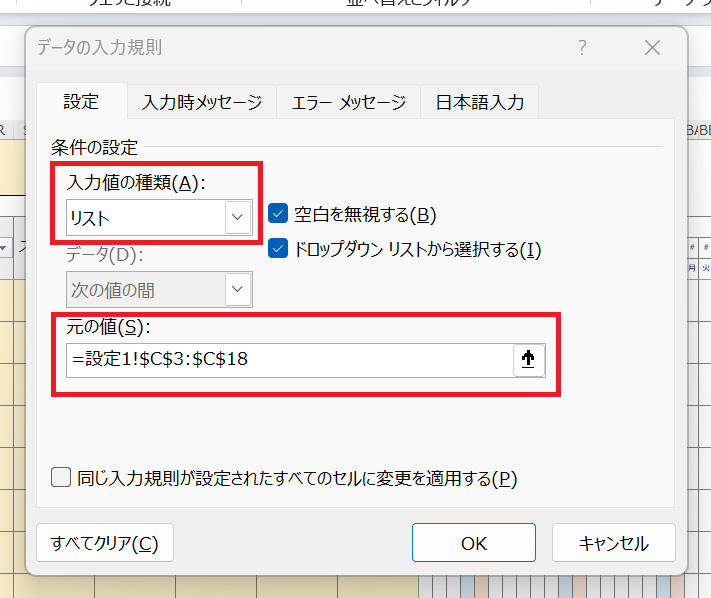 データの入力規則
?
設定
入力時メッセージ
エラー メッセージ
日本語入力
条件の設定
入力値の種類(A):
リスト
空白を無視する(B)
ドロップダウン リストから選択する(I)
データ(D):
次の値の間
元の値(S):
=設定1!$C$3:$C$18
# #
月 火
同じ入力規則が設定されたすべてのセルに変更を適用する(P)
すべてクリア(C)
OK
キャンセル